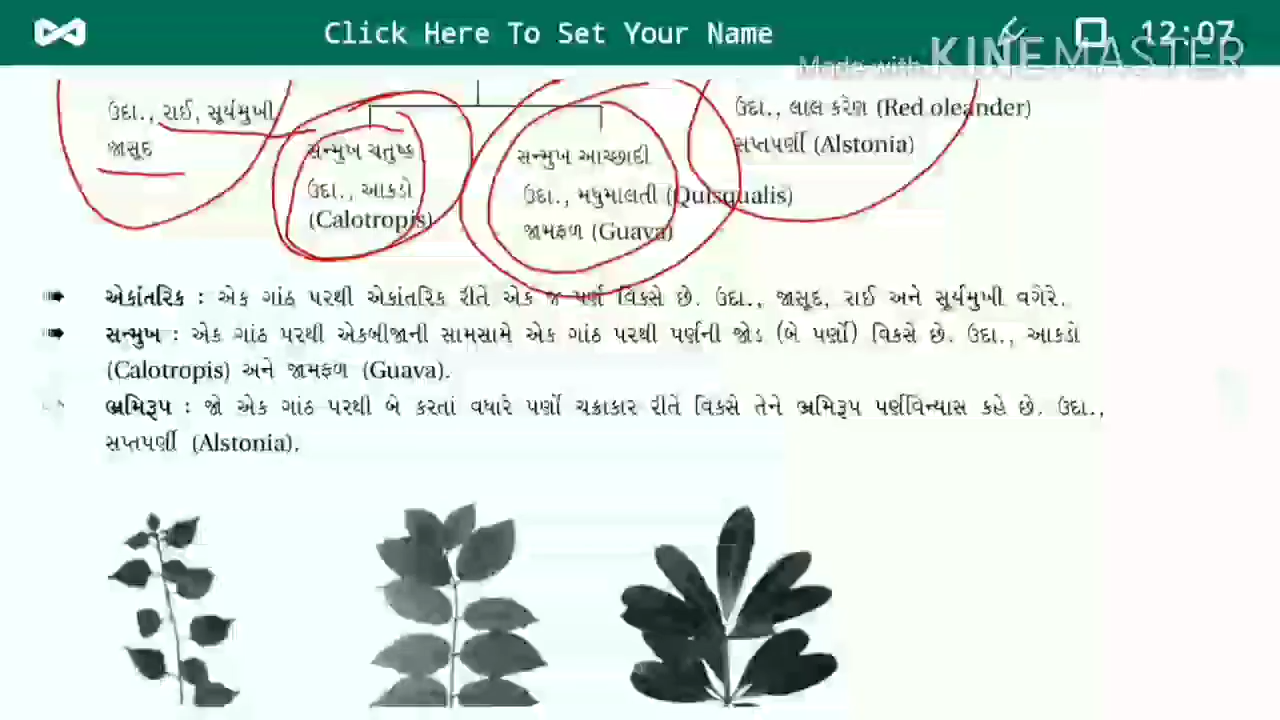 Click Here To Set Your Name
12:07
Made with
KINEMASTER
ઉદા., રાઈ, સૂર્યમુખી
જાસૂદ
સન્મુખ ચતુષ્ક
ઉદા., આકડો
(Calotropis)
સન્મુખ આચ્છાદી
ઉદા., મધુમાલતી (Quisqualis)
જામફળ (Guava)
ઉદા., લાલ કરેણ (Red oleander)
સપ્તપર્ણી (Alstonia)
➠ એકાંતરિક : એક ગાંઠ પરથી એકાંતરિક રીતે એક જ પર્ણ વિકસે છે. ઉદા., જાસૂદ, રાઈ અને સૂર્યમુખી વગેરે.
➠ સન્મુખ : એક ગાંઠ પરથી એકબીજાની સામસામે એક ગાંઠ પરથી પર્ણની જોડ (બે પર્ણો) વિકસે છે. ઉદા., આકડો
(Calotropis) અને જામફળ (Guava).
➠ ભ્રમિરૂપ : જો એક ગાંઠ પરથી બે કરતાં વધારે પર્ણો ચક્રાકાર રીતે વિકસે તેને ભ્રમિરૂપ પર્ણવિન્યાસ કહે છે. ઉદા.,
સપ્તપર્ણી (Alstonia).